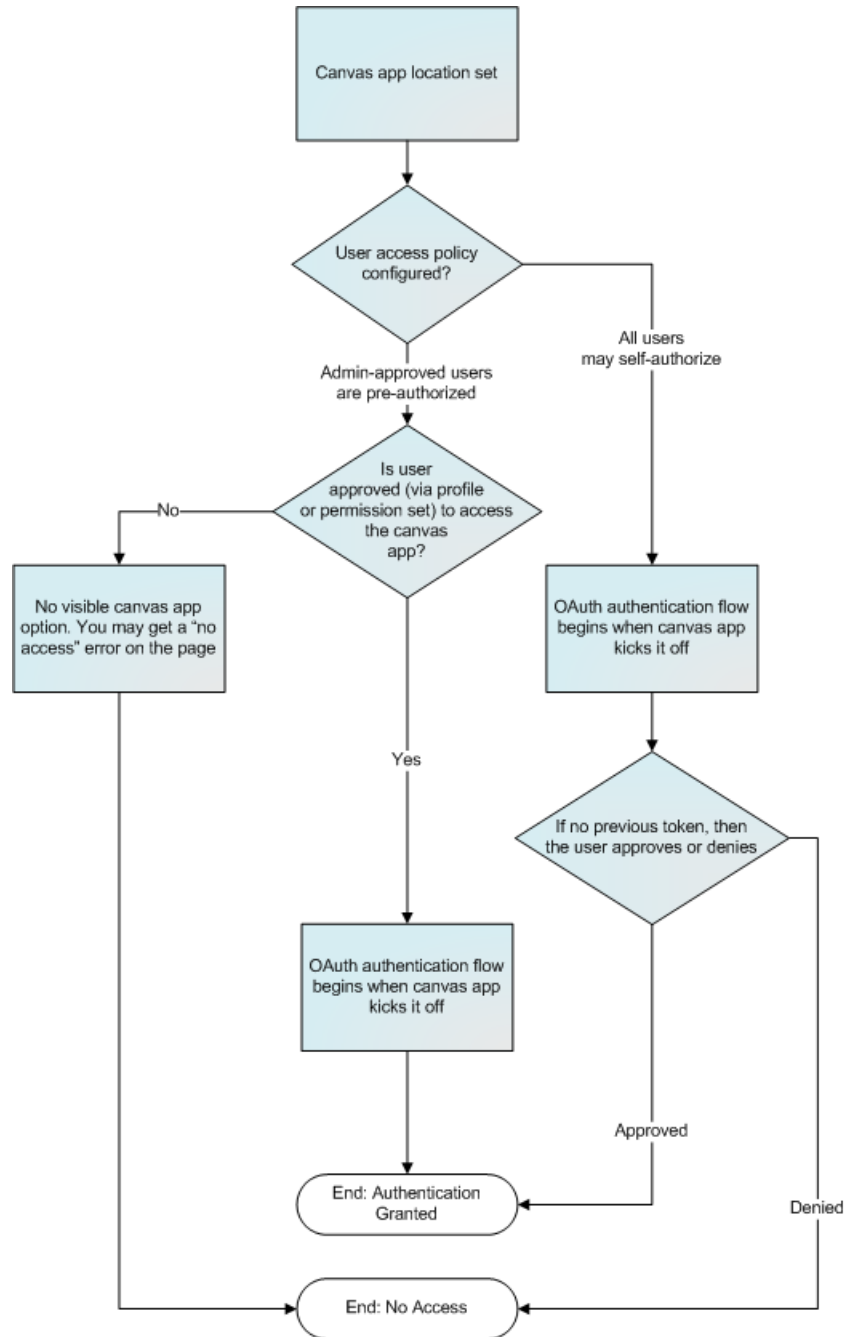 Canvas app location set
User access policy
configured?
All users
may self-authorize
Admin-approved users
are pre-authorized
Is user
approved (via profile
or permission set) to access
the canvas
app?
No
No visible canvas app
option. You may get a “no
access” error on the page
OAuth authentication flow
begins when canvas app
kicks it off
Yes
If no previous token, then
the user approves or denies
OAuth authentication flow
begins when canvas app
kicks it off
Approved
End: Authentication
Granted
Denied
End: No Access